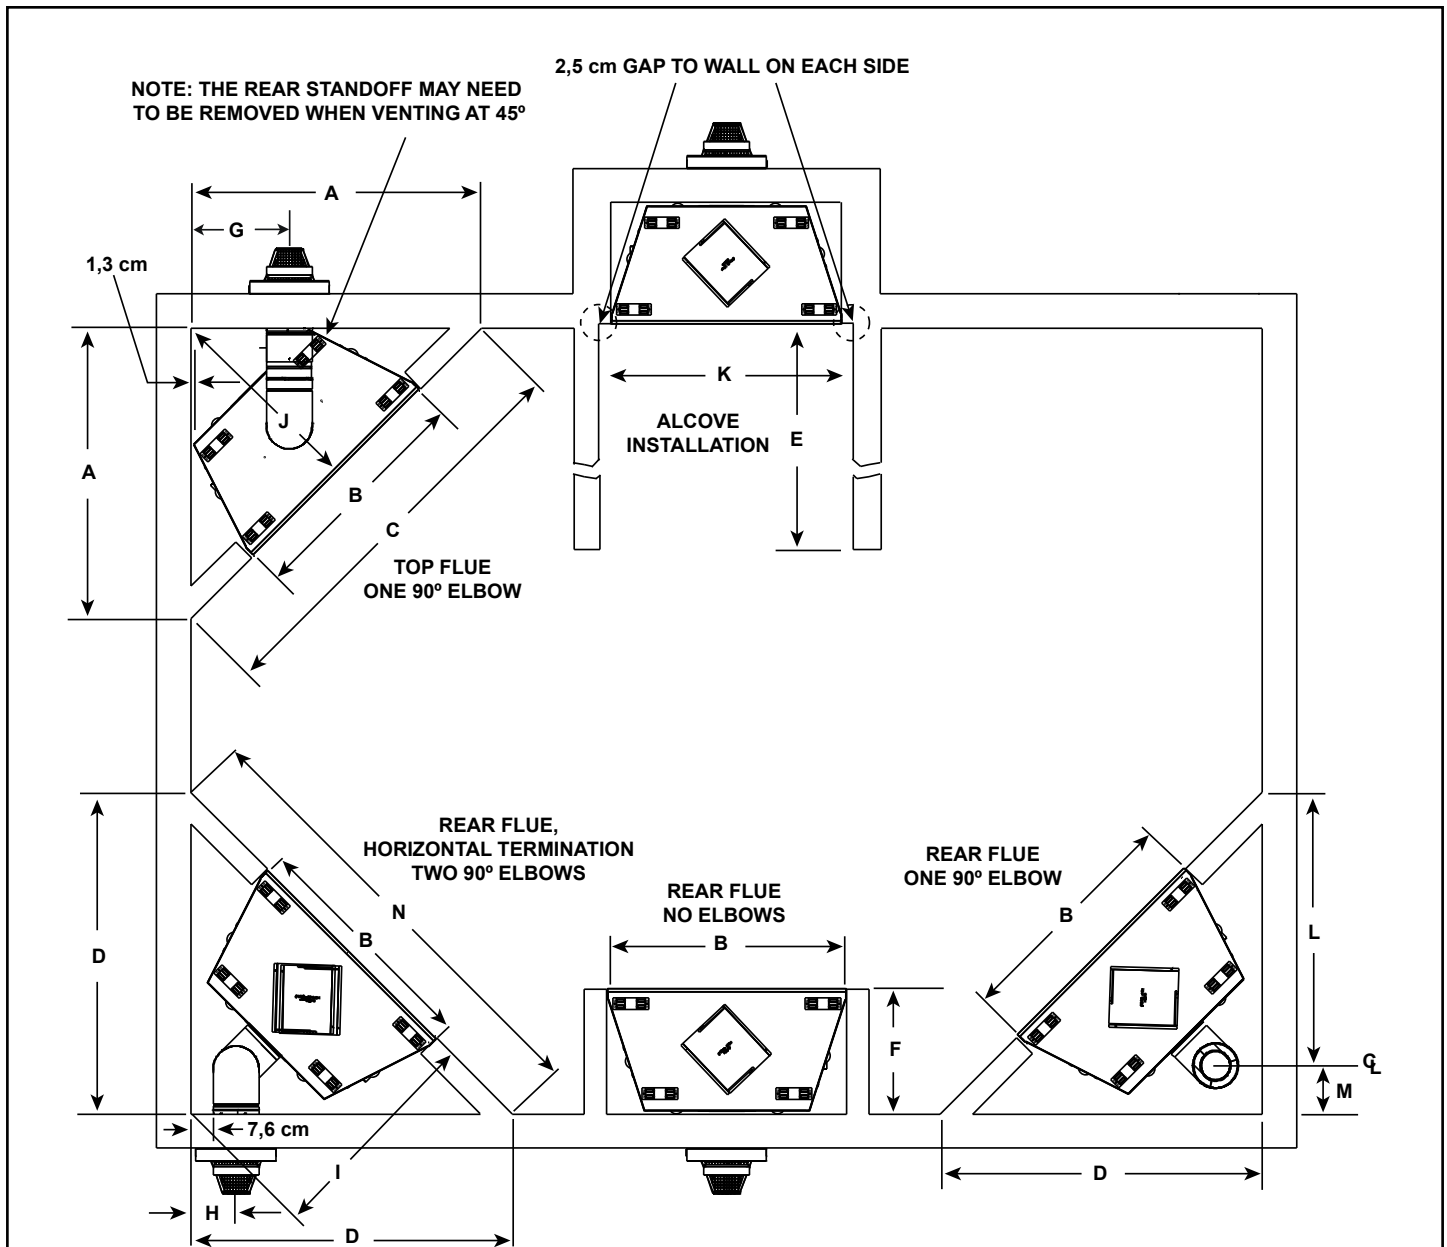 2,5 cm GAP TO WALL ON EACH SIDE
NOTE: THE REAR STANDOFF MAY NEED
TO BE REMOVED WHEN VENTING AT 45º
A
G
1,3 cm
K
J
ALCOVE
INSTALLATION
E
A
B
C
TOP FLUE
ONE 90º ELBOW
REAR FLUE,
HORIZONTAL TERMINATION
TWO 90º ELBOWS
REAR FLUE
ONE 90º ELBOW
REAR FLUE
NO ELBOWS
N
B
B
B
L
D
F
CL
M
7,6 cm
I
D
H
D